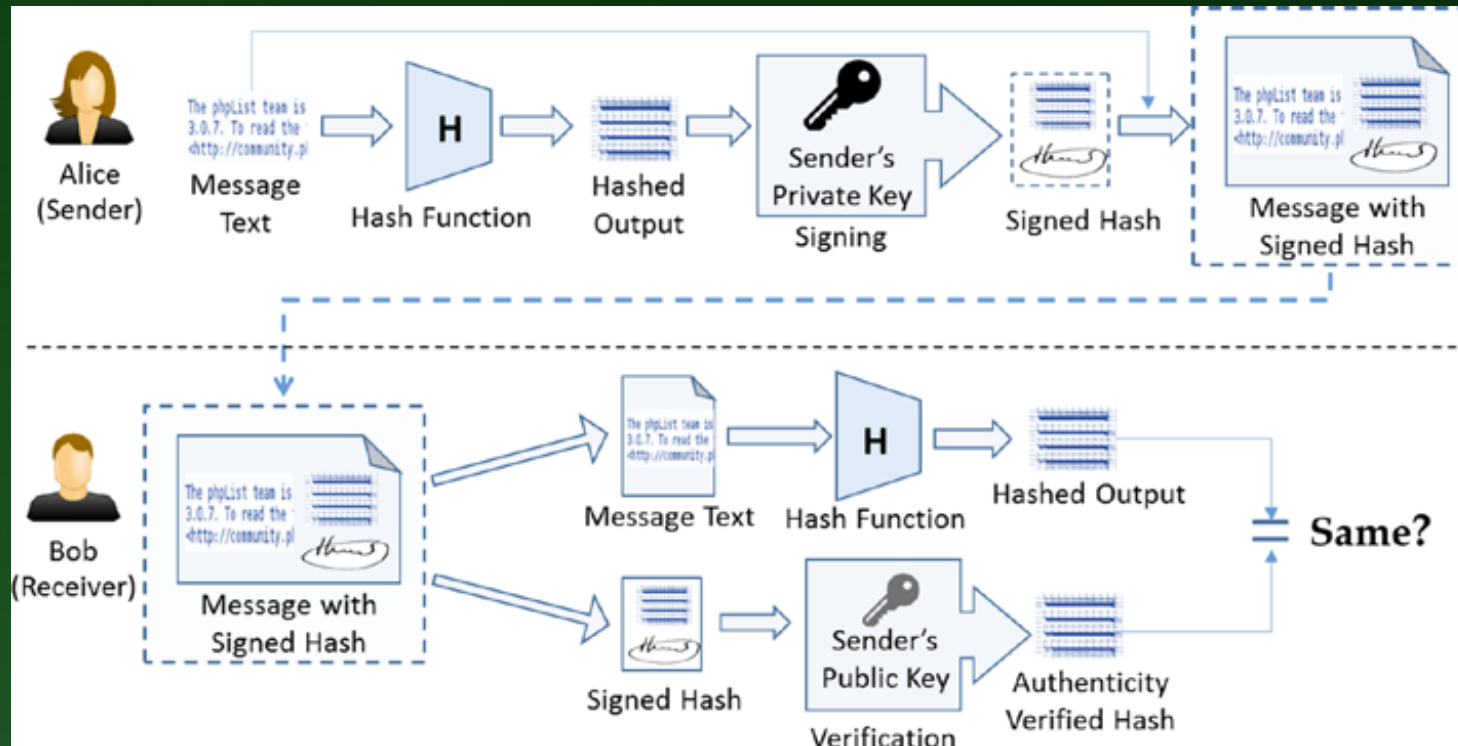 The phpList team is
3.0.7. To read the
<http://community.pl
Alice
(Sender)
Message
Text
H
Hash Function
Hashed
Output
Sender's
Private Key
Signing
Signed Hash
The phpList team is
3.0.7. To read the
<http://community.pl
Message with
Signed Hash
Bob
(Receiver)
The phpList team is
3.0.7. To read the
<http://community.pl
Message with
Signed Hash
The phpList team is
3.0.7. To read the
<http://community.pl
Message Text
H
Hash Function
Hashed Output
Signed Hash
Sender's
Public Key
Verification
Authenticity
Verified Hash
= Same?